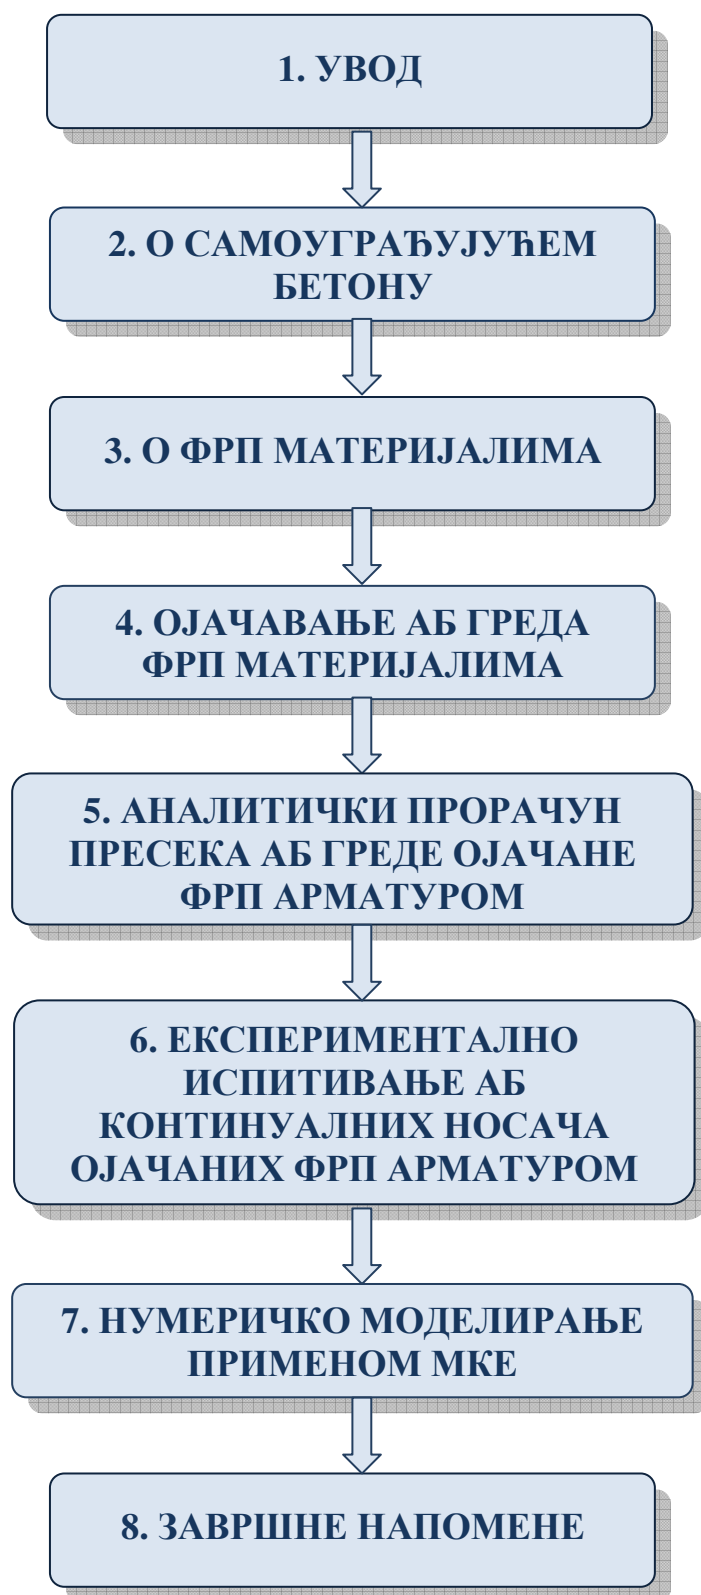 1. УВОД
2. О САМОУГРАЂУЈУЋЕМ
БЕТОНУ
3. О ФРП МАТЕРИЈАЛИМА
4. ОЈАЧАВАЊЕ АБ ГРЕДА
ФРП МАТЕРИЈАЛИМА
5. АНАЛИТИЧКИ ПРОРАЧУН
ПРЕСЕКА АБ ГРЕДЕ ОЈАЧАНЕ
ФРП АРМАТУРОМ
6. ЕКСПЕРИМЕНТАЛНО
ИСПИТИВАЊЕ АБ
КОНТИНУАЛНИХ НОСАЧА
ОЈАЧАНИХ ФРП АРМАТУРОМ
7. НУМЕРИЧКО МОДЕЛИРАЊЕ
ПРИМЕНОМ МКЕ
8. ЗАВРШНЕ НАПОМЕНЕ